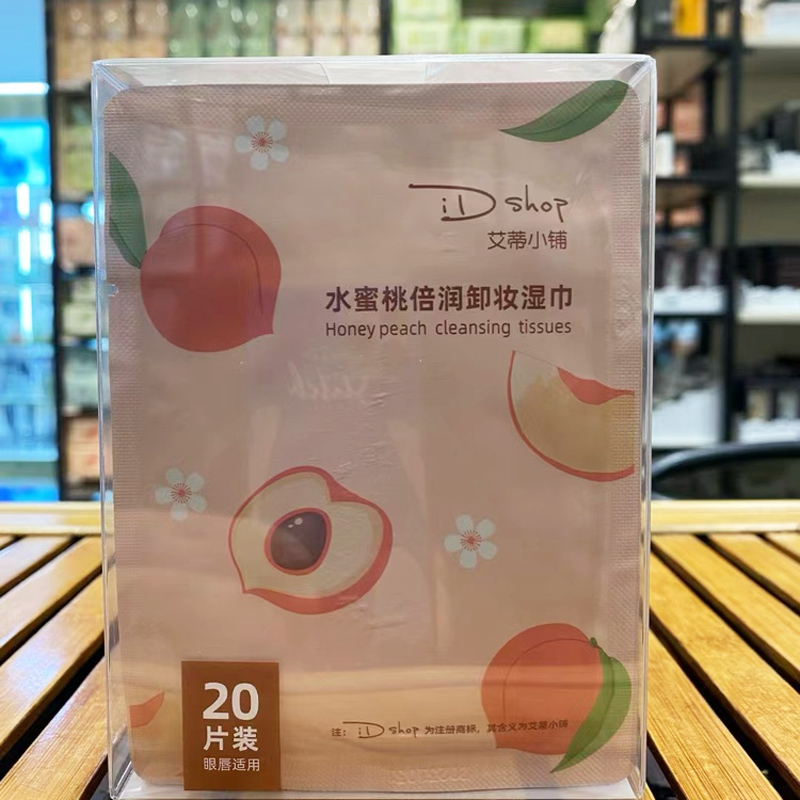 iD shop
艾蒂小铺
水蜜桃倍润卸妆湿巾
Honey peach cleansing tissues
20
片装
眼唇适用
注: iD shop 为注册商标, 其含义为艾蒂小铺